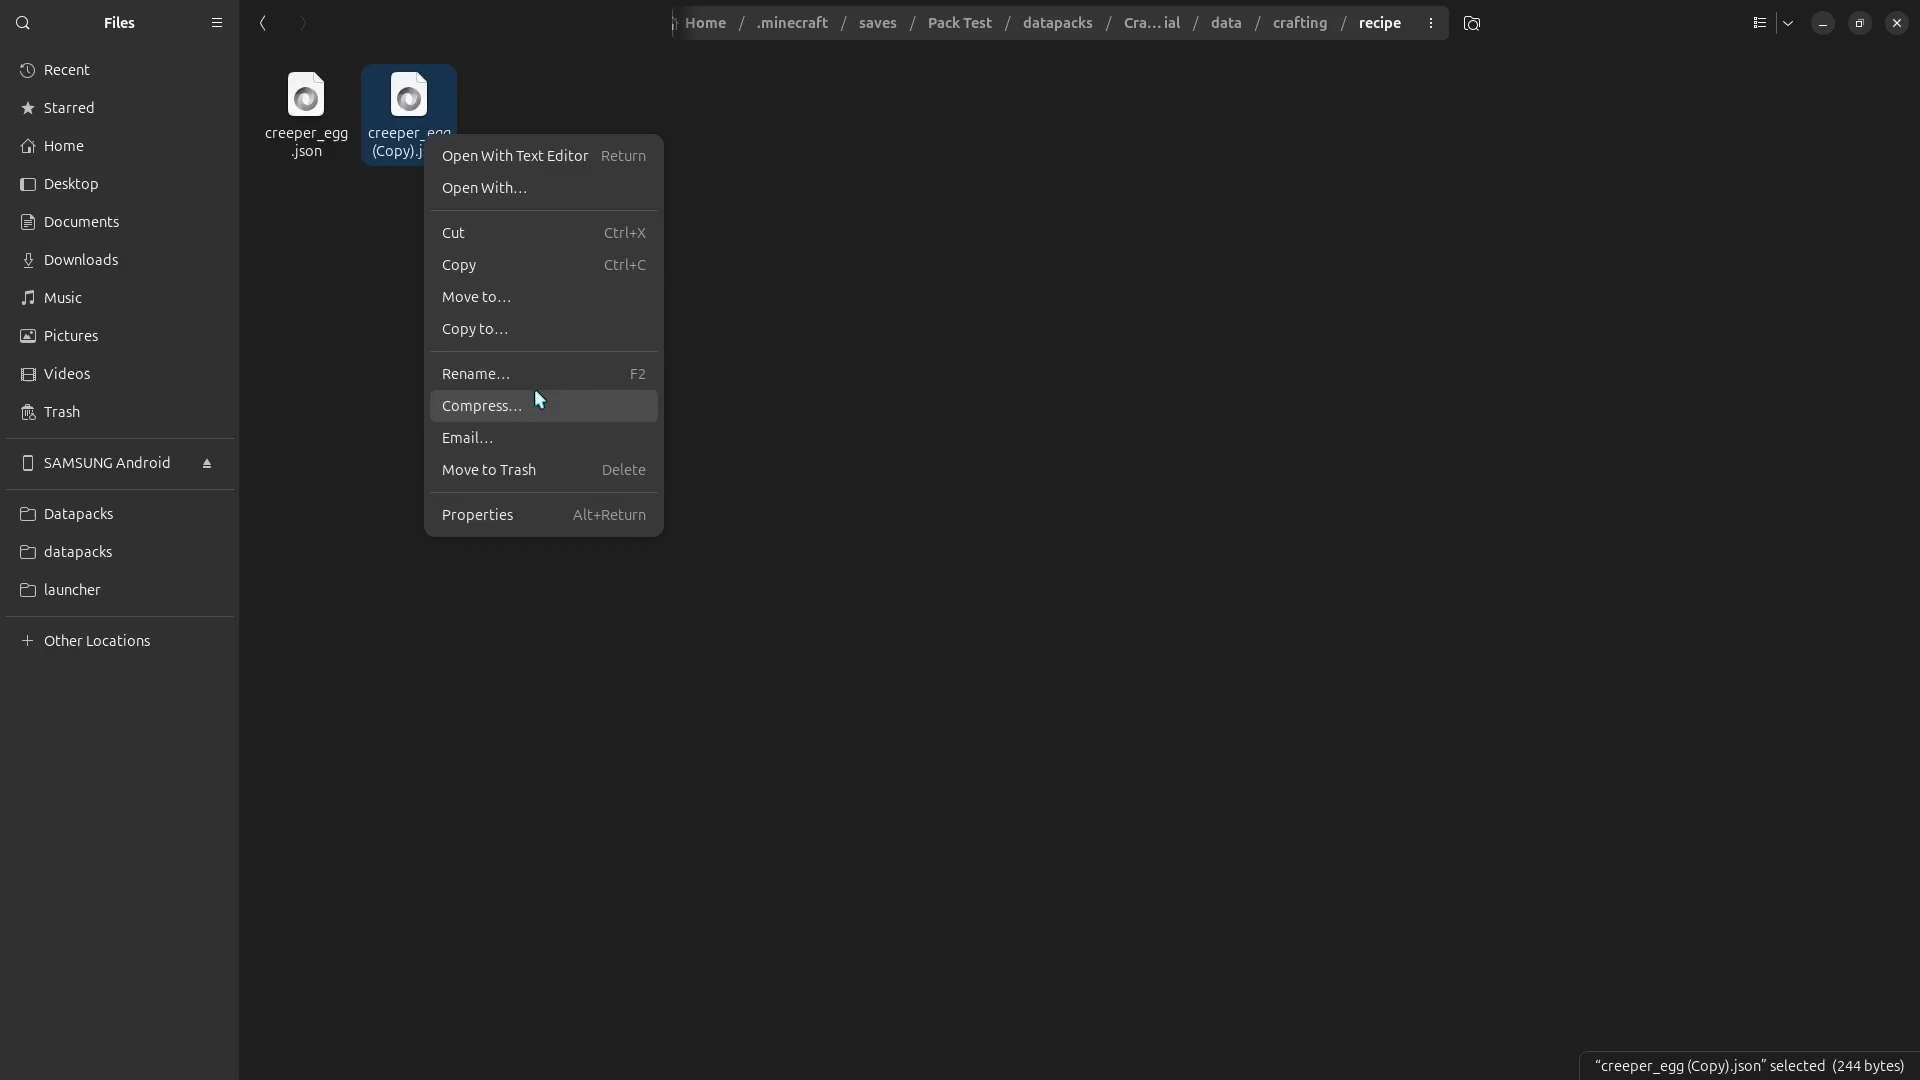 Files
Home / .minecraft / saves / Pack Test / datapacks / Cra…ial / data / crafting / recipe
Recent
Starred
Home
Desktop
Documents
Downloads
Music
Pictures
Videos
Trash
SAMSUNG Android
Datapacks
datapacks
launcher
+ Other Locations
creeper_egg
.json
creeper_egg
(Copy).j
Open With Text Editor Return
Open With…
Cut Ctrl+X
Copy Ctrl+C
Move to…
Copy to…
Rename… F2
Compress…
Email…
Move to Trash Delete
Properties Alt+Return
“creeper_egg (Copy).json” selected (244 bytes)